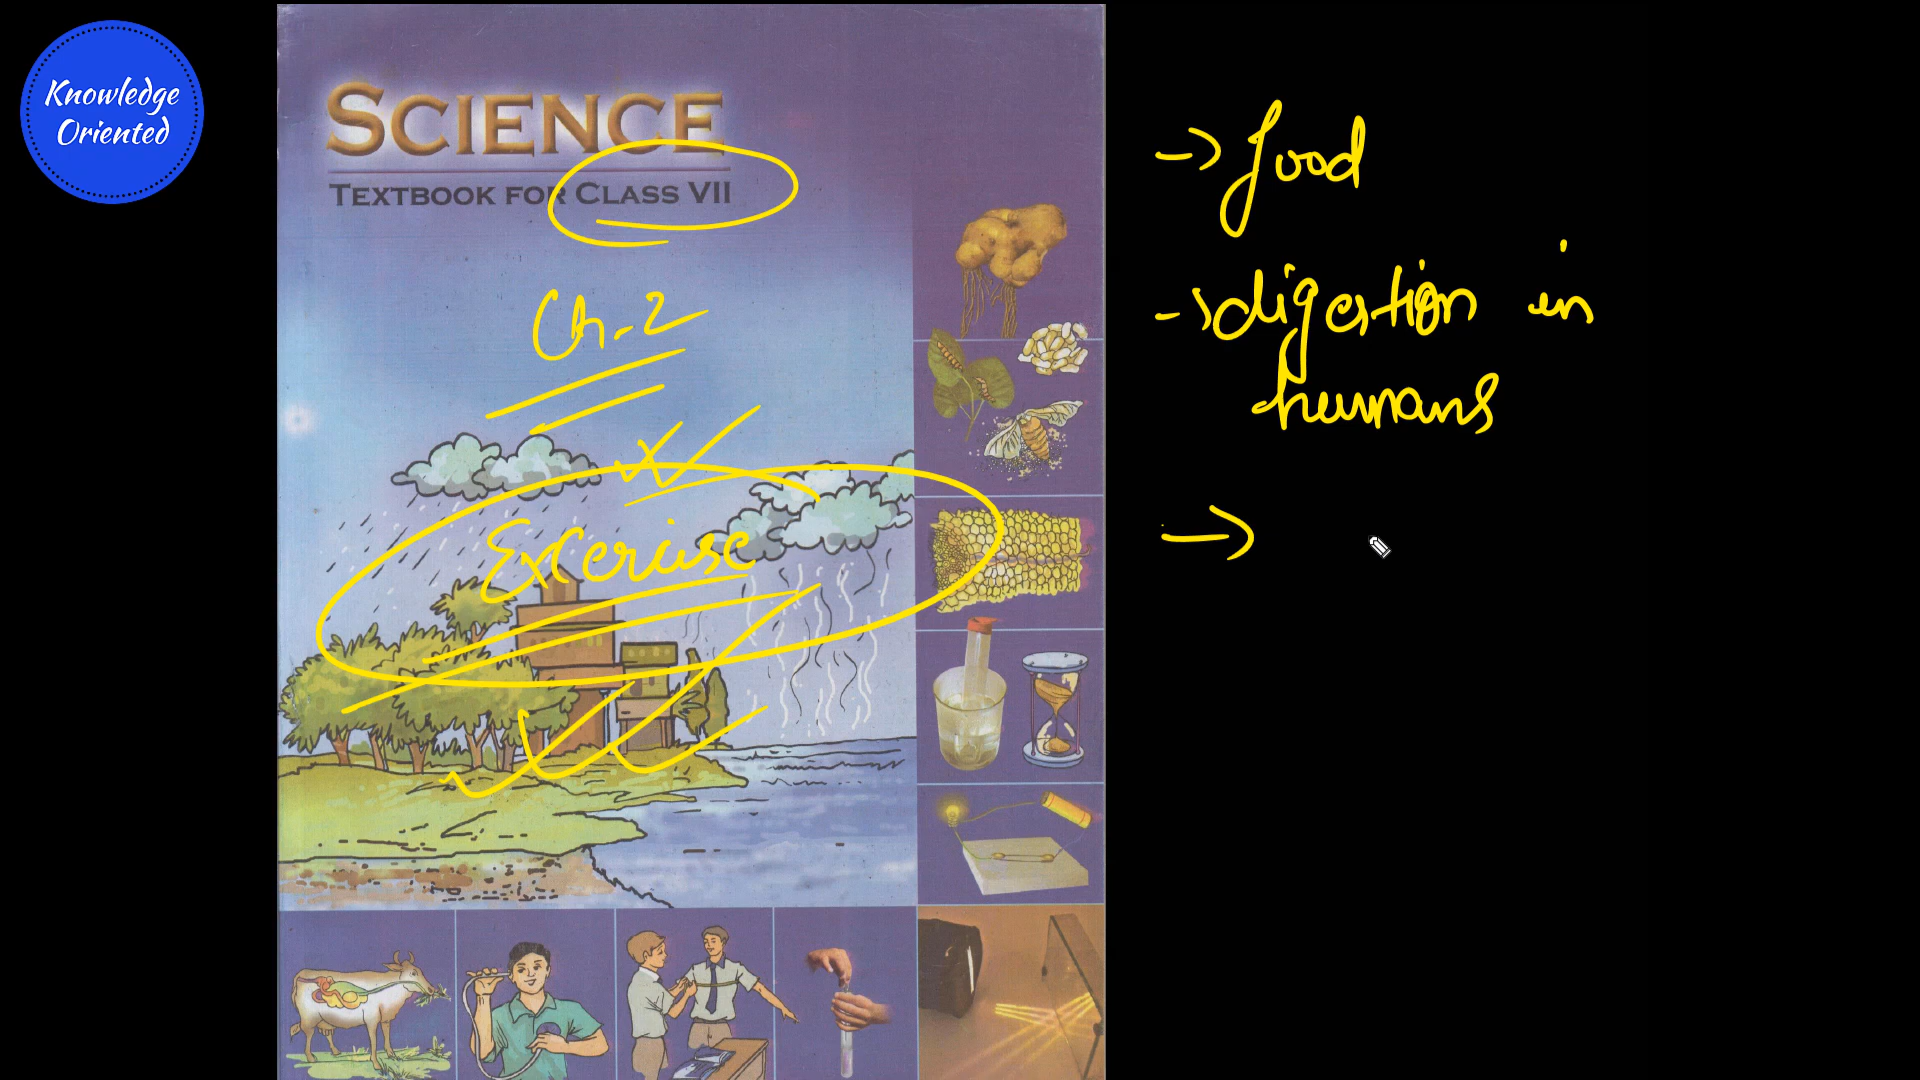 Knowledge
Oriented
SCIENCE
TEXTBOOK FOR CLASS VII
Ch-2
Exercise
→ food
→ digestion in
humans
→